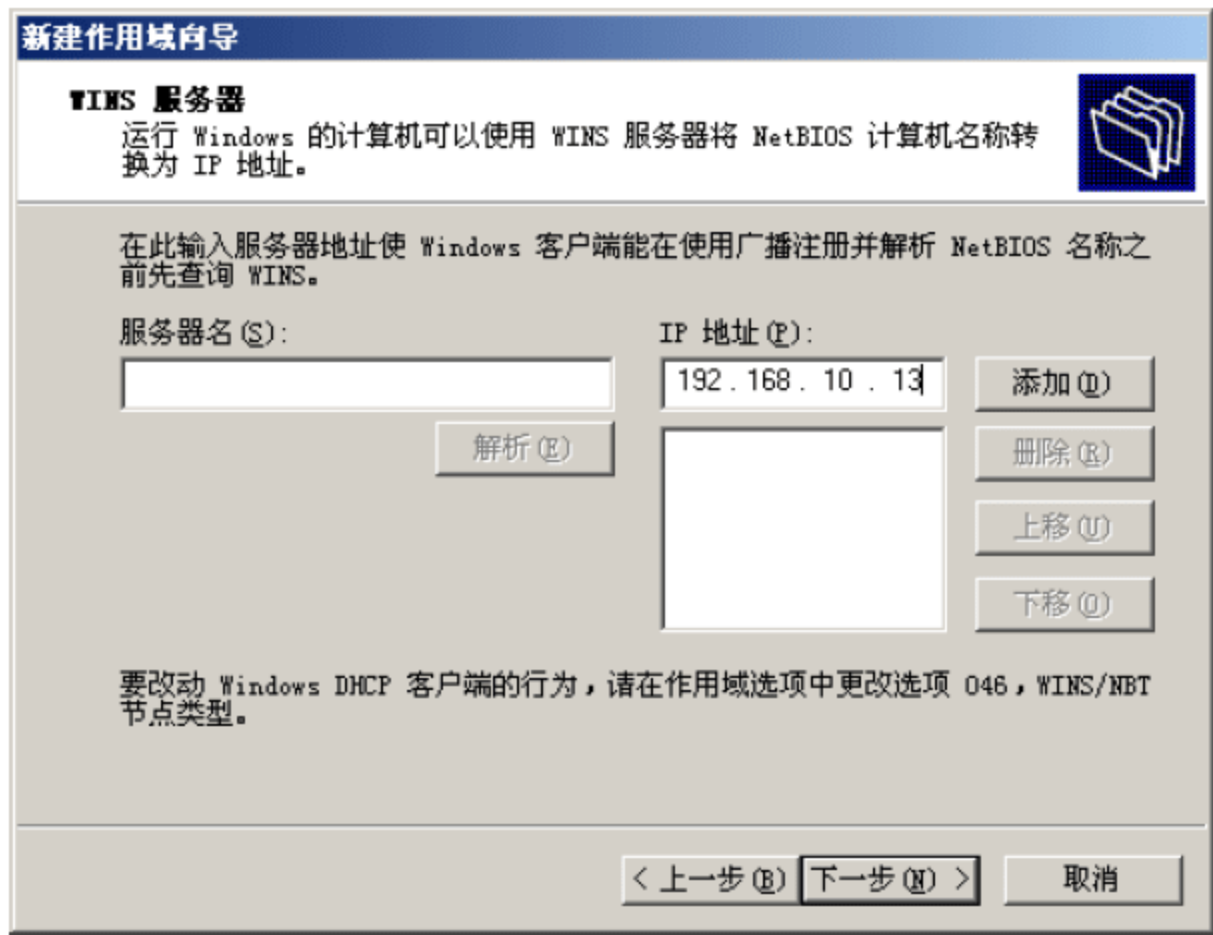 新建作用域向导
WINS 服务器
运行 Windows 的计算机可以使用 WINS 服务器将 NetBIOS 计算机名称转
换为 IP 地址。
在此输入服务器地址使 Windows 客户端能在使用广播注册并解析 NetBIOS 名称之
前先查询 WINS。
服务器名(S):
IP 地址(P):
192 . 168 . 10 . 13
添加(D)
解析(E)
删除(R)
上移(U)
下移(O)
要改动 Windows DHCP 客户端的行为，请在作用域选项中更改选项 046，WINS/NBT
节点类型。
< 上一步(B)
下一步(N) >
取消